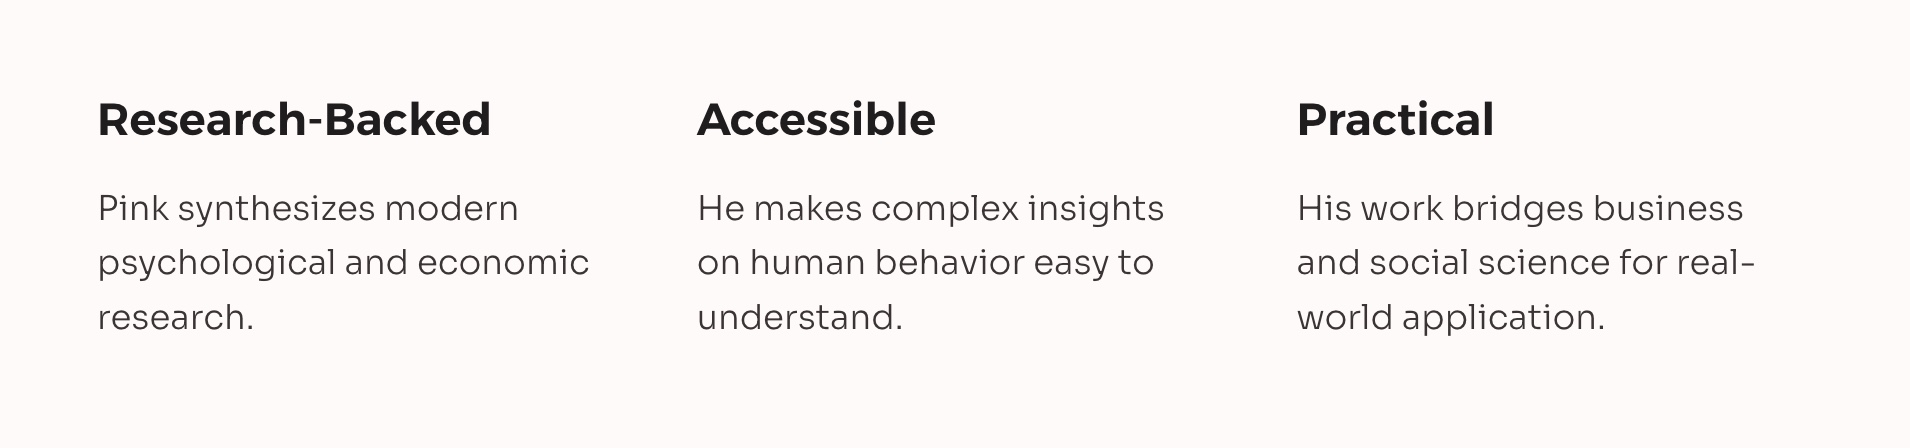 Research-Backed
Pink synthesizes modern
psychological and economic
research.
Accessible
He makes complex insights
on human behavior easy to
understand.
Practical
His work bridges business
and social science for real-
world application.